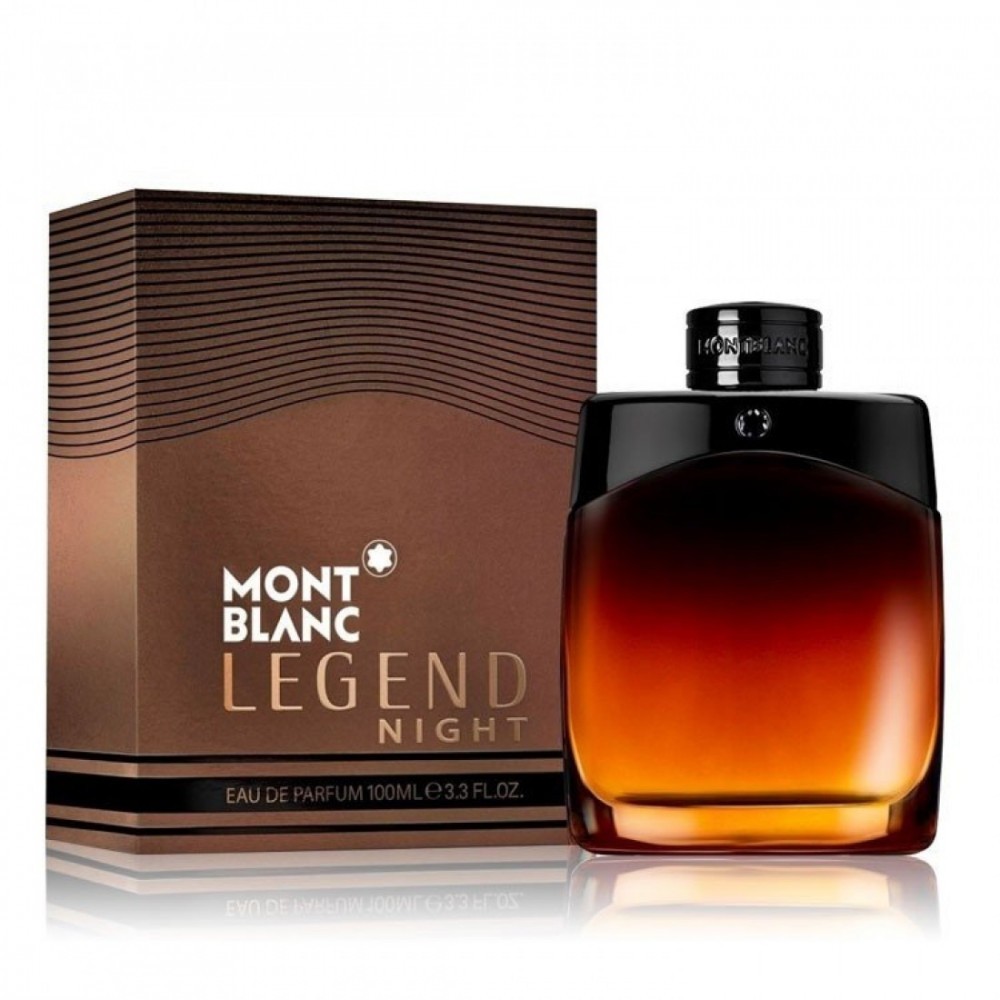 MONT
BLANC
LEGEND
NIGHT
EAU DE PARFUM 100ML ℮ 3.3 FL.OZ.
MONTBLANC